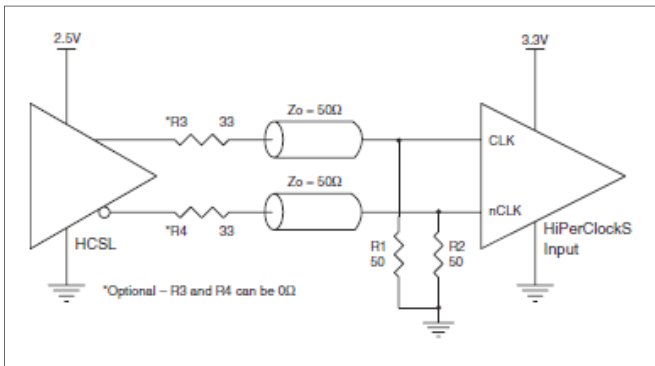 2.5V
3.3V
*R3 33
Zo – 50Ω
CLK
Zo – 50Ω
nCLK
*R4 33
HCSL
HiPerClockS
Input
R1
50
R2
50
*Optional – R3 and R4 can be 0Ω